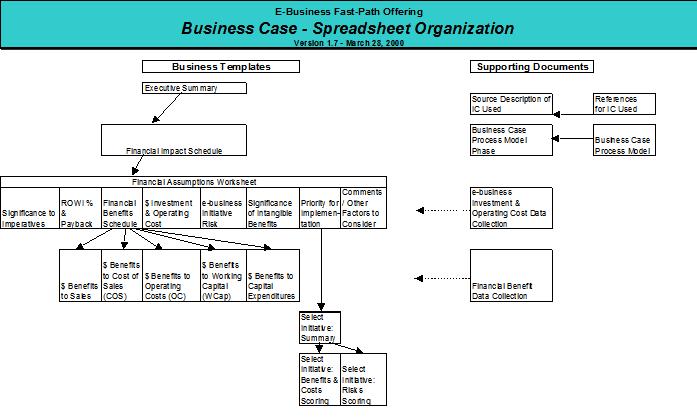 E-Business Fast-Path Offering
Business Case - Spreadsheet Organization
Version 1.7 - March 28, 2000
Business Templates
Supporting Documents
Executive Summary
Source Description of
IC Used
References
for IC Used
Financial Impact Schedule
Business Case
Process Model
Phase
Business Case
Process Model
Financial Assumptions Worksheet
Significance to
Imperatives
ROWI %
&
Payback
Financial
Benefits
Schedule
$ Investment
& Operating
Cost
e-business
Initiative
Risk
Significance
of Intangible
Benefits
Priority for
Implemen-
tation
Comments
/ Other
Factors to
Consider
e-business
Investment &
Operating Cost Data
Collection
$ Benefits
to Sales
$ Benefits
to Cost of
Sales
(COS)
$ Benefits to
Operating
Costs (OC)
$ Benefits
to Working
Capital
(WCap)
$ Benefits to
Capital
Expenditures
Financial Benefit
Data Collection
Select
Initiative:
Summary
Select
Initiative:
Benefits &
Costs
Scoring
Select
Initiative:
Risks
Scoring